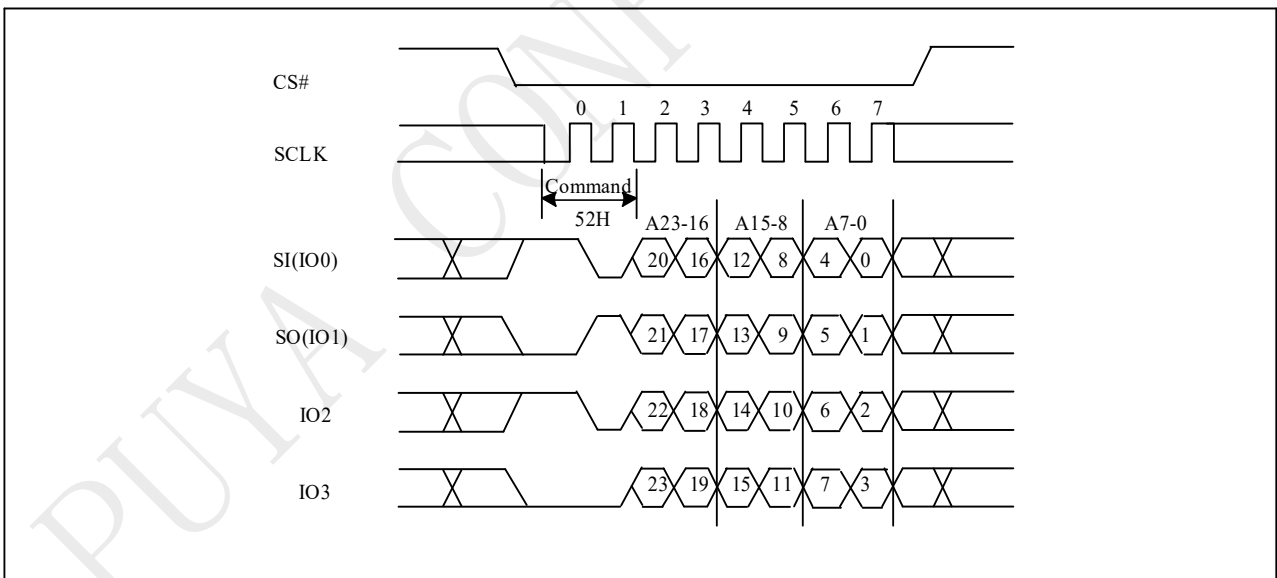 PUYA CONF
CS#
0 1 2 3 4 5 6 7
SCLK
Command
52H
A23-16 A15-8 A7-0
SI(IO0) 20 16 12 8 4 0
SO(IO1) 21 17 13 9 5 1
IO2 22 18 14 10 6 2
IO3 23 19 15 11 7 3